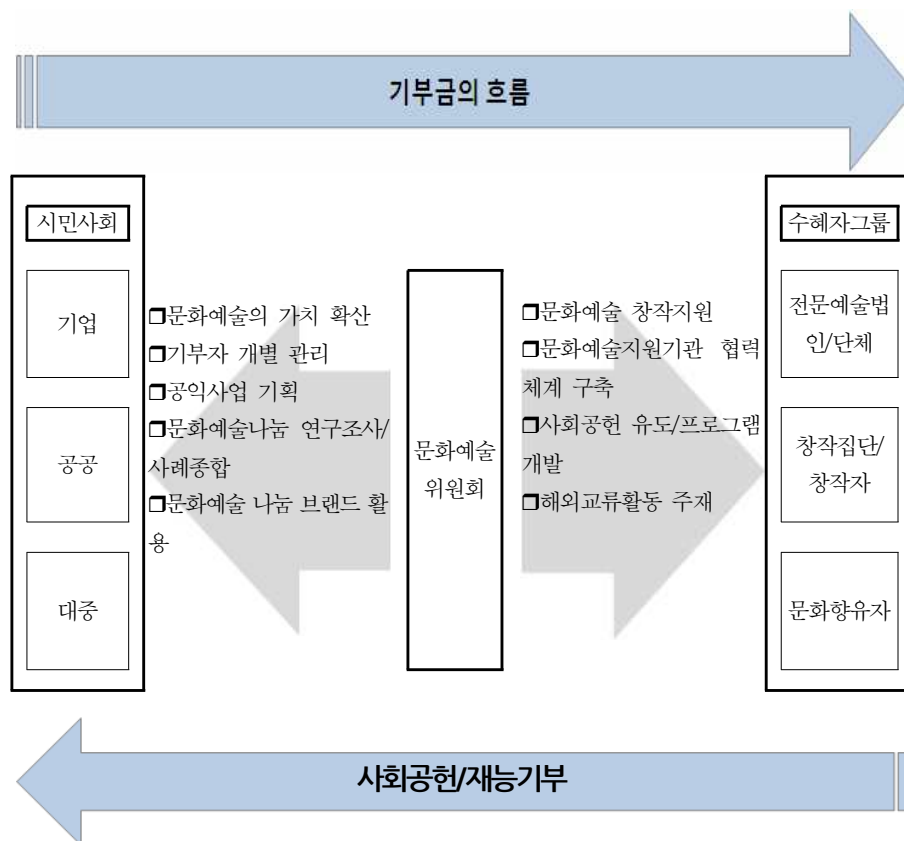 기부금의 흐름
시민사회
기업
공공
대중
❒문화예술의 가치 확산
❒기부자 개별 관리
❒공익사업 기획
❒문화예술나눔 연구조사/
사례종합
❒문화예술 나눔 브랜드 활
용
문화예술
위원회
❒문화예술 창작지원
❒문화예술지원기관 협력
체계 구축
❒사회공헌 유도/프로그램
개발
❒해외교류활동 주재
수혜자그룹
전문예술법
인/단체
창작집단/
창작자
문화향유자
사회공헌/재능기부